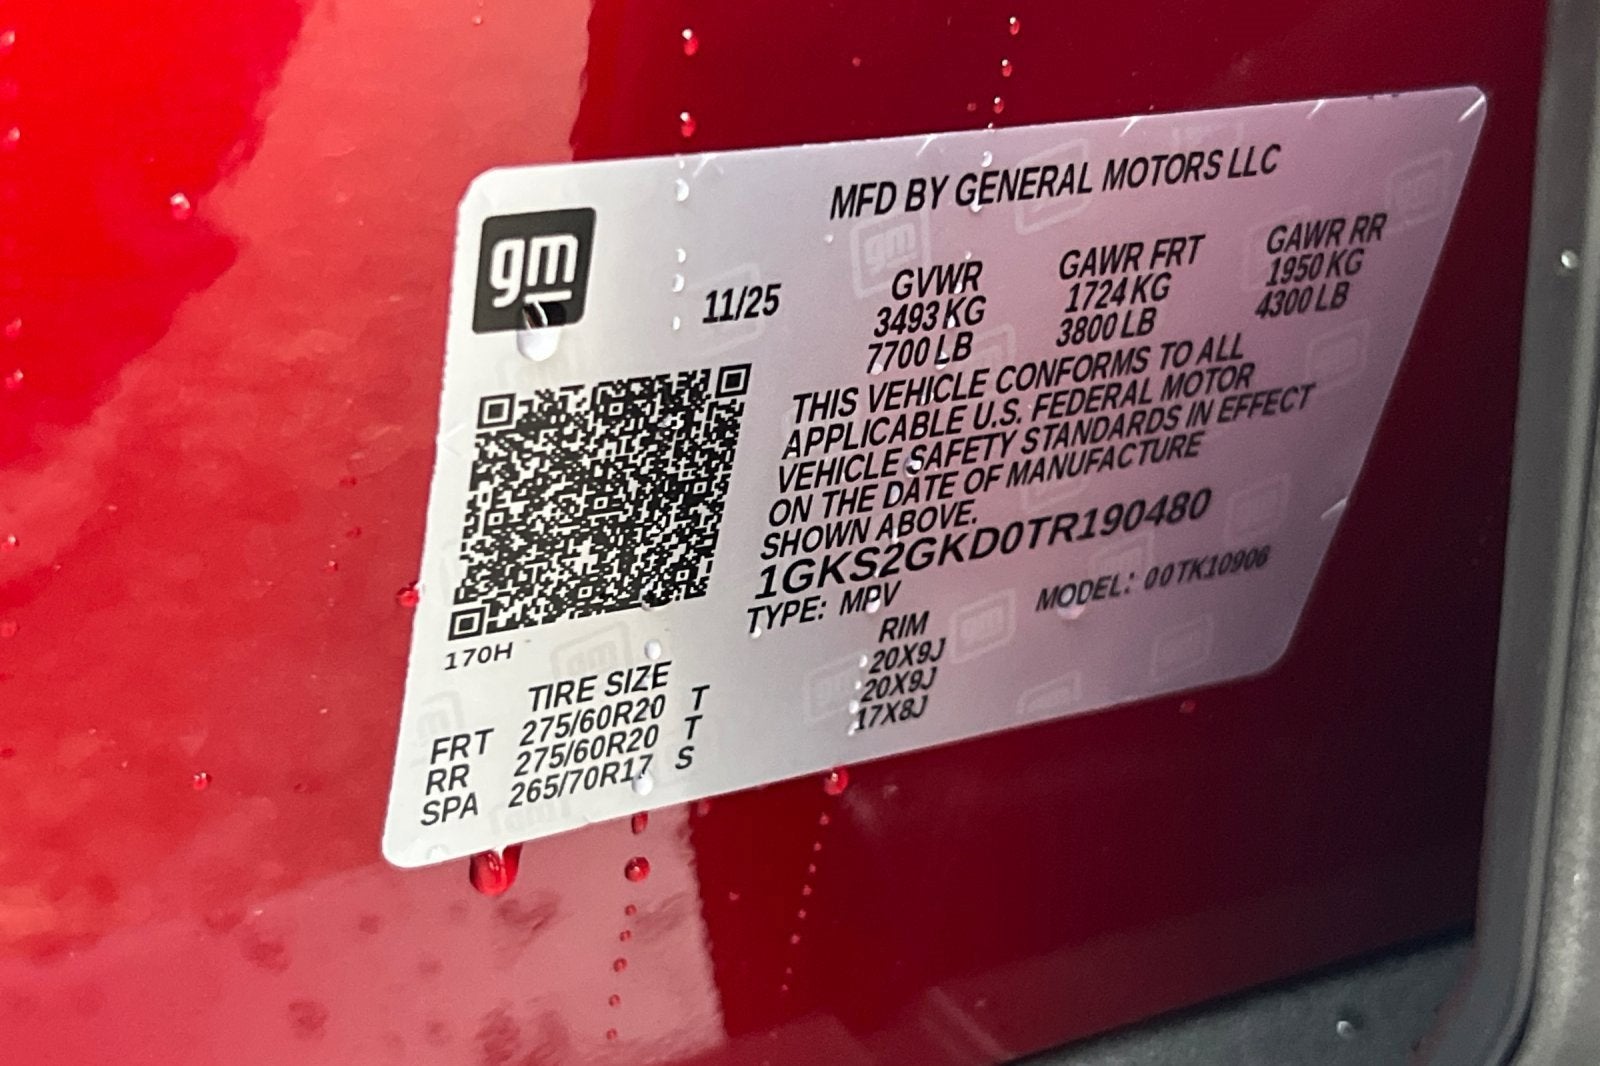 gm
MFD BY GENERAL MOTORS LLC
11/25
GVWR GAWR FRT GAWR RR
3493 KG 1724 KG 1950 KG
7700 LB 3800 LB 4300 LB
THIS VEHICLE CONFORMS TO ALL
APPLICABLE U.S. FEDERAL MOTOR
VEHICLE SAFETY STANDARDS IN EFFECT
ON THE DATE OF MANUFACTURE
SHOWN ABOVE.
1GKS2GKD0TR190480
TYPE: MPV MODEL: 00TK10906
170H
TIRE SIZE RIM
FRT 275/60R20 T 20X9J
RR 275/60R20 T 20X9J
SPA 265/70R17 S 17X8J